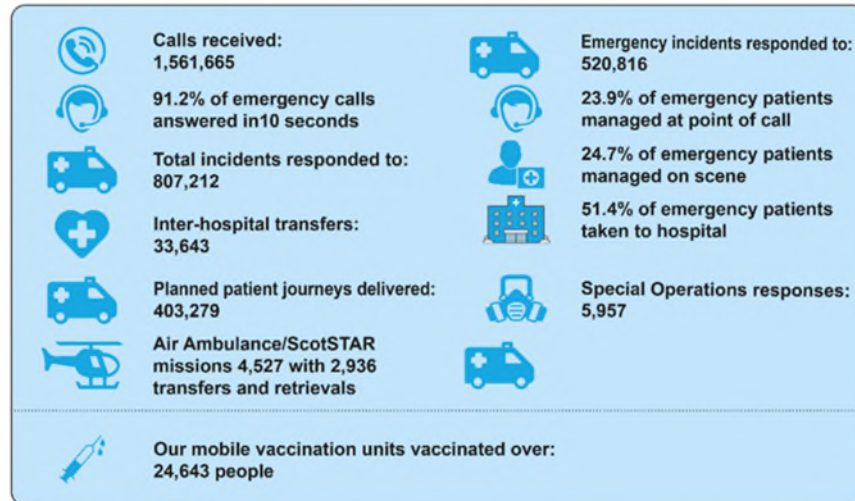 Calls received:
1,561,665
91.2% of emergency calls
answered in10 seconds
Total incidents responded to:
807,212
Inter-hospital transfers:
33,643
Planned patient journeys delivered:
403,279
Air Ambulance/ScotSTAR
missions 4,527 with 2,936
transfers and retrievals
Emergency incidents responded to:
520,816
23.9% of emergency patients
managed at point of call
24.7% of emergency patients
managed on scene
51.4% of emergency patients
taken to hospital
Special Operations responses:
5,957
Our mobile vaccination units vaccinated over:
24,643 people